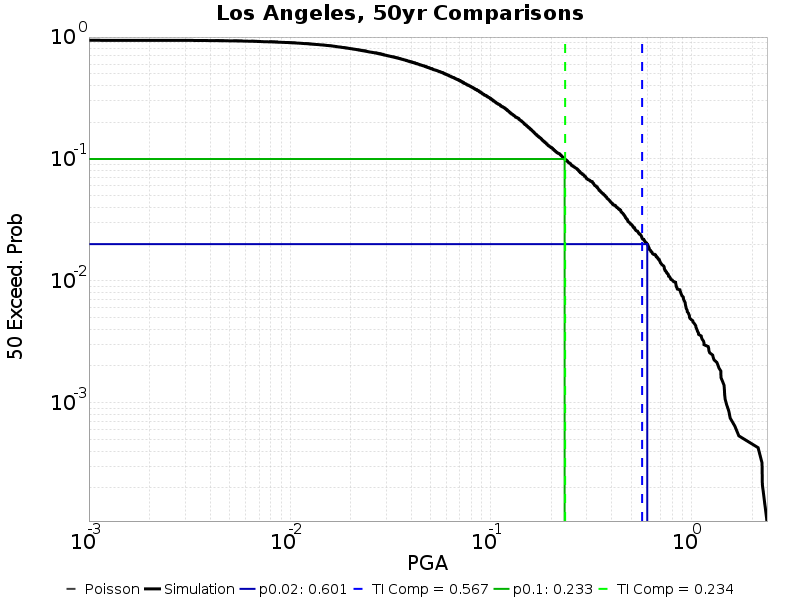 Los Angeles, 50yr Comparisons
10^0
10^-1
10^-2
10^-3
50 Exceed. Prob
10^-3 10^-2 10^-1 10^0
PGA
Poisson Simulation p0.02: 0.601 TI Comp = 0.567 p0.1: 0.233 TI Comp = 0.234